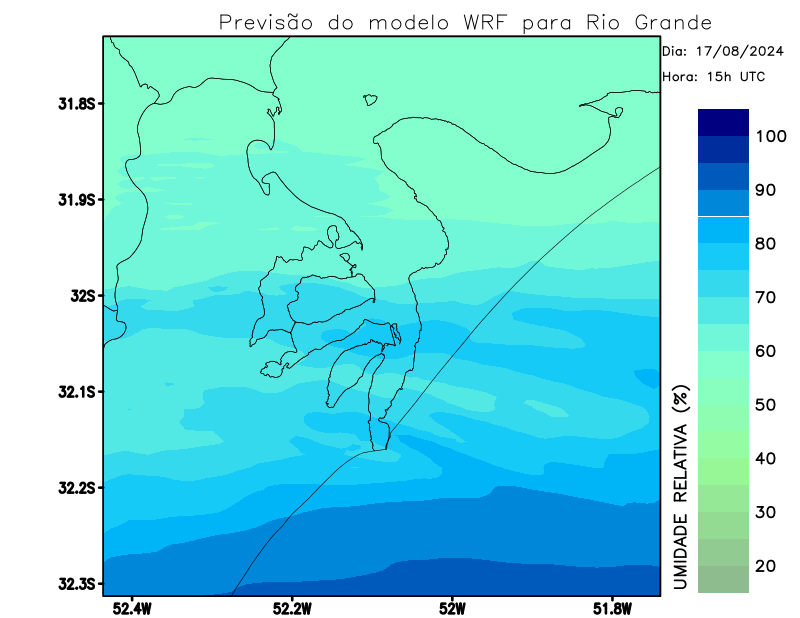 Previsão do modelo WRF para Rio Grande
Dia: 17/08/2024
Hora: 15h UTC
31.8S
31.9S
32S
32.1S
32.2S
32.3S
52.4W
52.2W
52W
51.8W
100
90
80
70
60
50
40
30
20
UMIDADE RELATIVA (%)